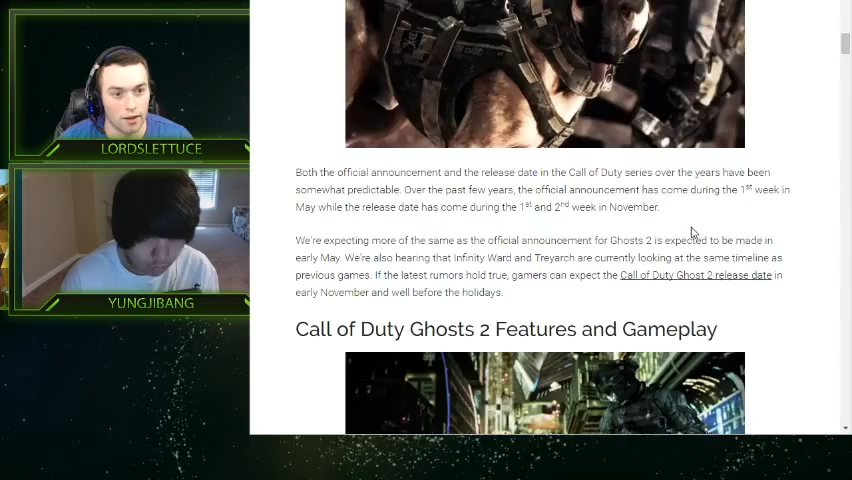 LORDSLETTUCE
YUNGJIBANG
Both the official announcement and the release date in the Call of Duty series over the years have been
somewhat predictable. Over the past few years, the official announcement has come during the 1st week in
May while the release date has come during the 1st and 2nd week in November.
We're expecting more of the same as the official announcement for Ghosts 2 is expected to be made in
early May. We're also hearing that Infinity Ward and Treyarch are currently looking at the same timeline as
previous games. If the latest rumors hold true, gamers can expect the Call of Duty Ghost 2 release date in
early November and well before the holidays.
Call of Duty Ghosts 2 Features and Gameplay